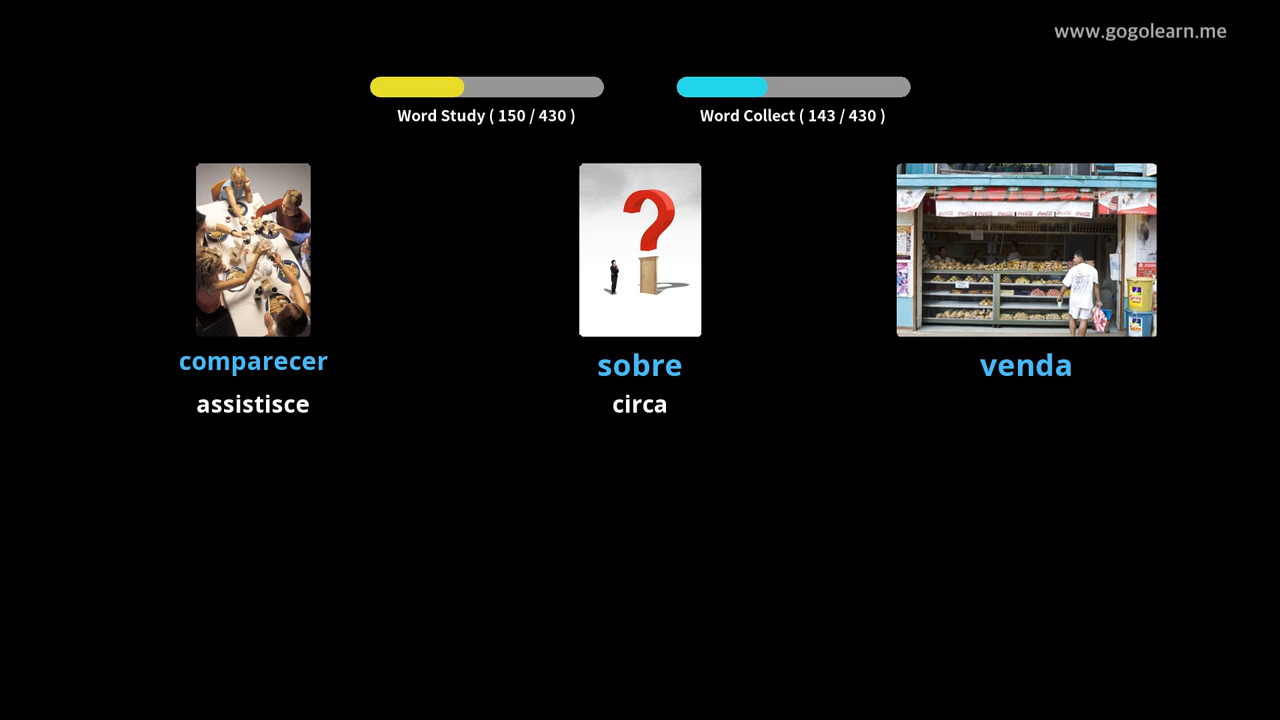 www.gogolearn.me
Word Study ( 150 / 430 )
Word Collect ( 143 / 430 )
comparecer
sobre
venda
assistisce
circa